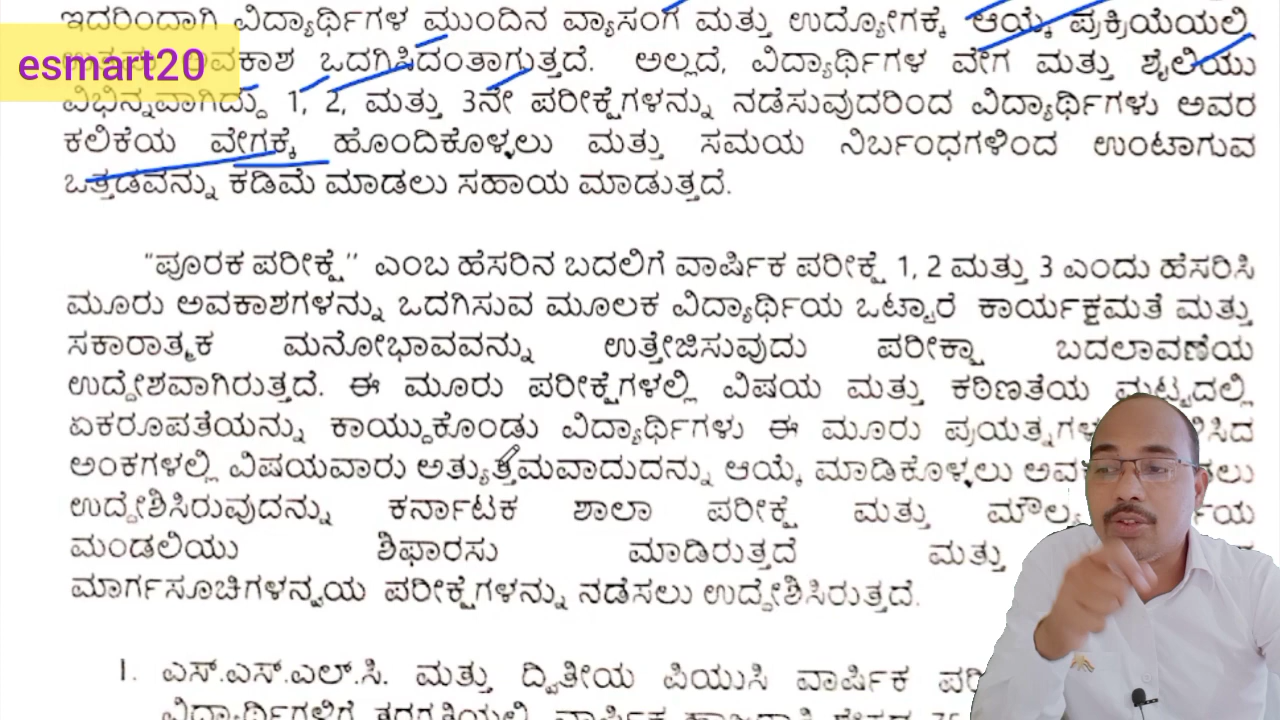 ಇದರಿಂದಾಗಿ ವಿದ್ಯಾರ್ಥಿಗಳ ಮುಂದಿನ ವ್ಯಾಸಂಗ ಮತ್ತು ಉದ್ಯೋಗಕ್ಕೆ ಆಯ್ಕೆ ಪ್ರಕ್ರಿಯೆಯಲ್ಲಿ
esmart20
ಒದಗಿಸಿದಂತಾಗುತ್ತದೆ. ಅಲ್ಲದೆ, ವಿದ್ಯಾರ್ಥಿಗಳ ವೇಗ ಮತ್ತು ಶೈಲಿಯು
ವಿಭಿನ್ನವಾಗಿದ್ದು 1, 2, ಮತ್ತು 3ನೇ ಪರೀಕ್ಷೆಗಳನ್ನು ನಡೆಸುವುದರಿಂದ ವಿದ್ಯಾರ್ಥಿಗಳು ಅವರ
ಕಲಿಕೆಯ ವೇಗಕ್ಕೆ ಹೊಂದಿಕೊಳ್ಳಲು ಮತ್ತು ಸಮಯ ನಿರ್ಬಂಧಗಳಿಂದ ಉಂಟಾಗುವ
ಒತ್ತಡವನ್ನು ಕಡಿಮೆ ಮಾಡಲು ಸಹಾಯ ಮಾಡುತ್ತದೆ.
“ಪೂರಕ ಪರೀಕ್ಷೆ” ಎಂಬ ಹೆಸರಿನ ಬದಲಿಗೆ ವಾರ್ಷಿಕ ಪರೀಕ್ಷೆ 1, 2 ಮತ್ತು 3 ಎಂದು ಹೆಸರಿಸಿ
ಮೂರು ಅವಕಾಶಗಳನ್ನು ಒದಗಿಸುವ ಮೂಲಕ ವಿದ್ಯಾರ್ಥಿಯ ಒಟ್ಟಾರೆ ಕಾರ್ಯಕ್ಷಮತೆ ಮತ್ತು
ಸಕಾರಾತ್ಮಕ ಮನೋಭಾವವನ್ನು ಉತ್ತೇಜಿಸುವುದು ಪರೀಕ್ಷಾ ಬದಲಾವಣೆಯ
ಉದ್ದೇಶವಾಗಿರುತ್ತದೆ. ಈ ಮೂರು ಪರೀಕ್ಷೆಗಳಲ್ಲಿ ವಿಷಯ ಮತ್ತು ಕಠಿಣತೆಯ ಮಟ್ಟದಲ್ಲಿ
ಏಕರೂಪತೆಯನ್ನು ಕಾಯ್ದುಕೊಂಡು ವಿದ್ಯಾರ್ಥಿಗಳು ಈ ಮೂರು
ಅಂಕಗಳಲ್ಲಿ ವಿಷಯವಾರು ಅತ್ಯುತ್ತಮವಾದುದನ್ನು ಆಯ್ಕೆ ಮಾಡಿಕೊಳ್ಳಲು
ಉದ್ದೇಶಿಸಿರುವುದನ್ನು ಕರ್ನಾಟಕ ಶಾಲಾ ಪರೀಕ್ಷೆ ಮತ್ತು
ಮಂಡಲಿಯು ಶಿಫಾರಸು ಮಾಡಿರುತ್ತದೆ ಮತ್ತು
ಮಾರ್ಗಸೂಚಿಗಳನ್ವಯ ಪರೀಕ್ಷೆಗಳನ್ನು ನಡೆಸಲು ಉದ್ದೇಶಿಸಿರುತ್ತದೆ.
1. ಎಸ್.ಎಸ್.ಎಲ್.ಸಿ. ಮತ್ತು ದ್ವಿತೀಯ ಪಿಯುಸಿ ವಾರ್ಷಿಕ